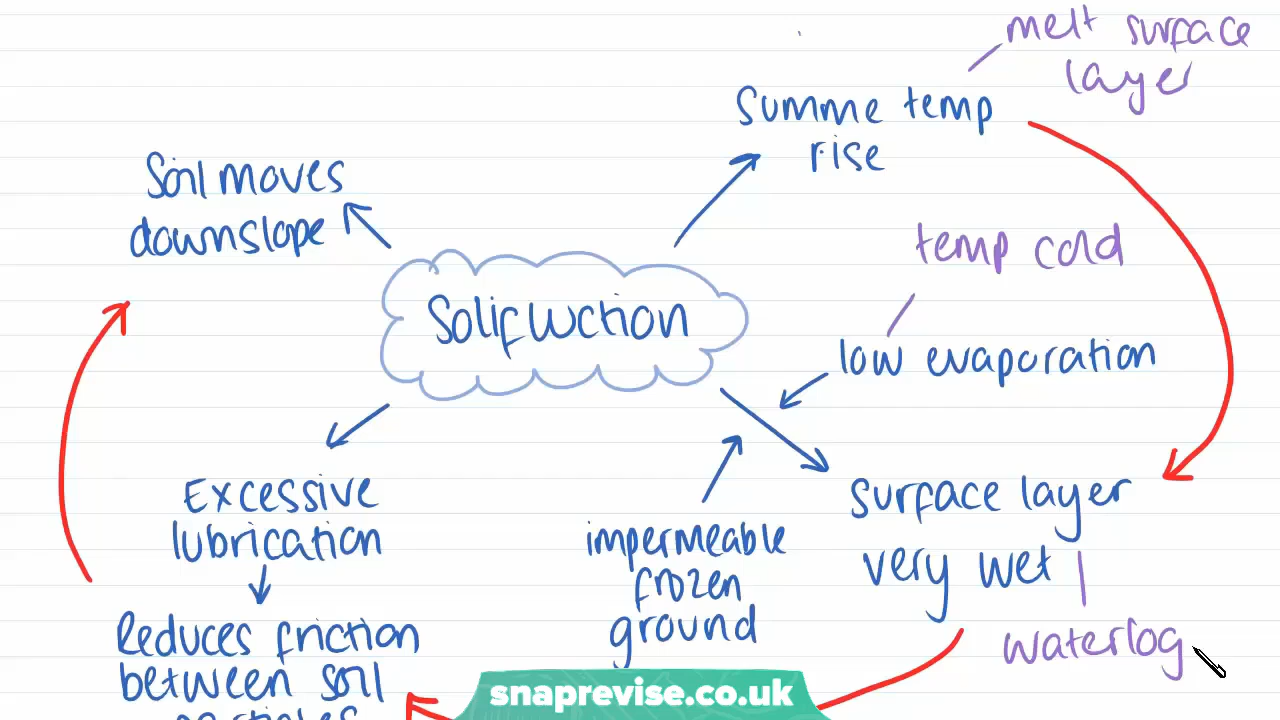 melt surface
layer
Summe temp
rise
Soil moves
downslope
temp cold
Solifluction
low evaporation
Excessive
lubrication
impermeable
frozen
ground
surface layer
very wet
waterlog
Reduces friction
between soil
particles
snaprevise.co.uk